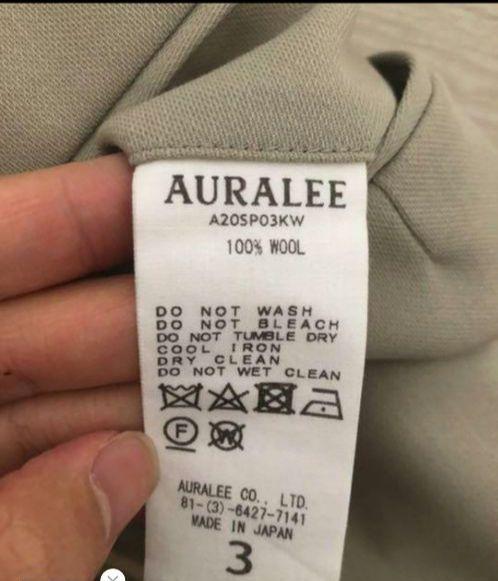 AURALEE
A20SP03KW
100% WOOL
DO NOT WASH
DO NOT BLEACH
DO NOT TUMBLE DRY
COOL IRON
DRY CLEAN
DO NOT WET CLEAN
F W
AURALEE CO., LTD.
81-(3)-6427-7141
MADE IN JAPAN
3